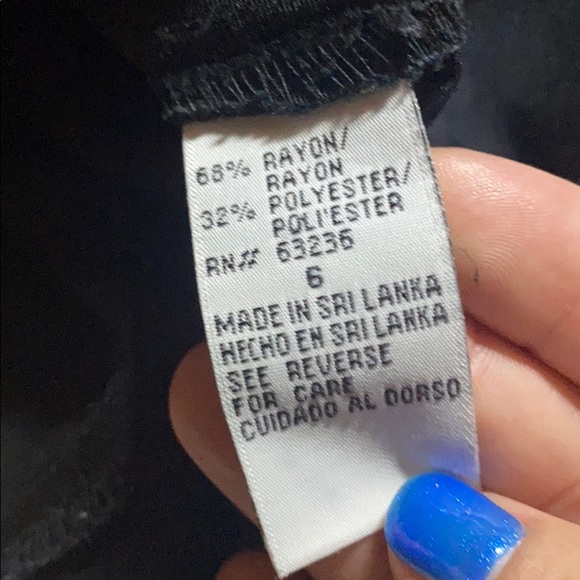 68% RAYON/
RAYON
32% POLYESTER/
POLIESTER
RN# 63236
6
MADE IN SRI LANKA
HECHO EN SRI LANKA
SEE REVERSE
FOR CARE
CUIDADO AL DORSO